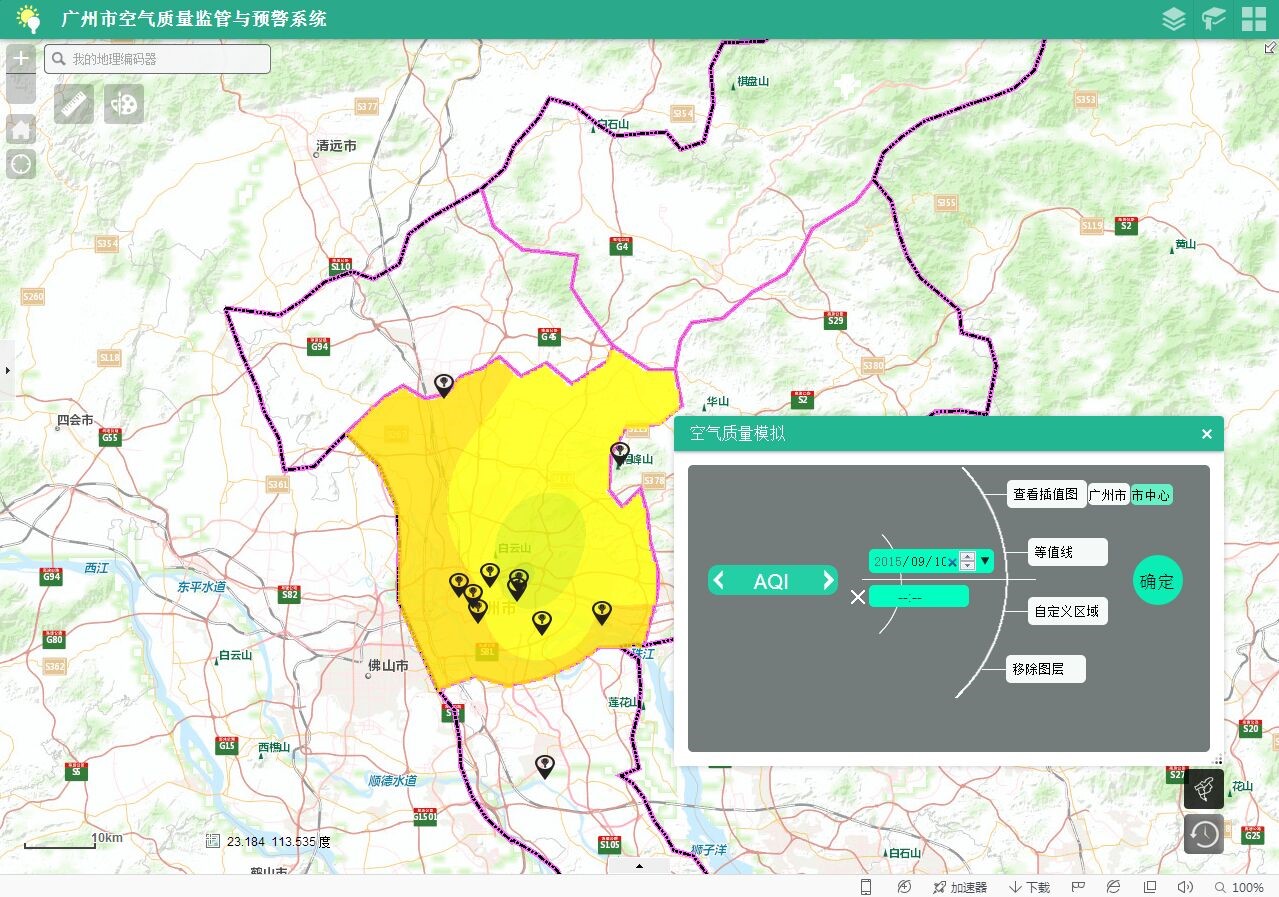 广州市空气质量监管与预警系统
我的地理编码器
棋盘山
S377
S354
S353
白石山
清远市
S355
S119
S2
黄山
S354
G4
S110
S260
S29
G45
G94
S118
S380
S2
华山
四会市
G55
S361
S378
白云山
州市
S81
西江
G94
东平水道
S82
G80
S362
白云山
佛山市
珠江
莲花山
G15
西樵山
S5
顺德水道
G1501
S105
狮子洋
白石山
S20
S27
花山
G25
空气质量模拟
×
查看插值图
广州市
市中心
等值线
2015/09/10
AQI
确定
--:--
自定义区域
移除图层
10km
23.184 113.535 度
鹤山市
加速器
下载
100%